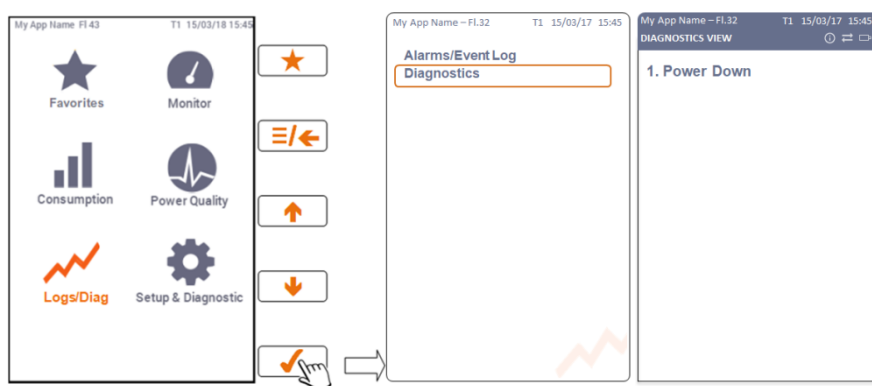 My App Name Fl 43 T1 15/03/18 15:45
Favorites Monitor
Consumption Power Quality
Logs/Diag Setup & Diagnostic
My App Name – Fl.32 T1 15/03/17 15:45
Alarms/Event Log
Diagnostics
My App Name – Fl.32 T1 15/03/17 15:45
DIAGNOSTICS VIEW
1. Power Down